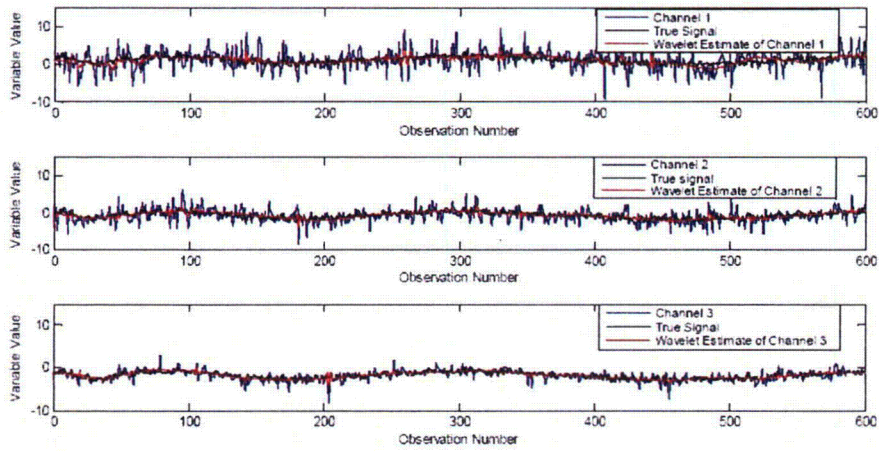 Variable Value
10
0
-10
0
100
200
300
400
500
600
Observation Number
Channel 1
True Signal
Wavelet Estimate of Channel 1
Variable Value
10
0
-10
0
100
200
300
400
500
600
Observation Number
Channel 2
True signal
Wavelet Estimate of Channel 2
Variable Value
10
0
-10
0
100
200
300
400
500
600
Observation Number
Channel 3
True Signal
Wavelet Estimate of Channel 3